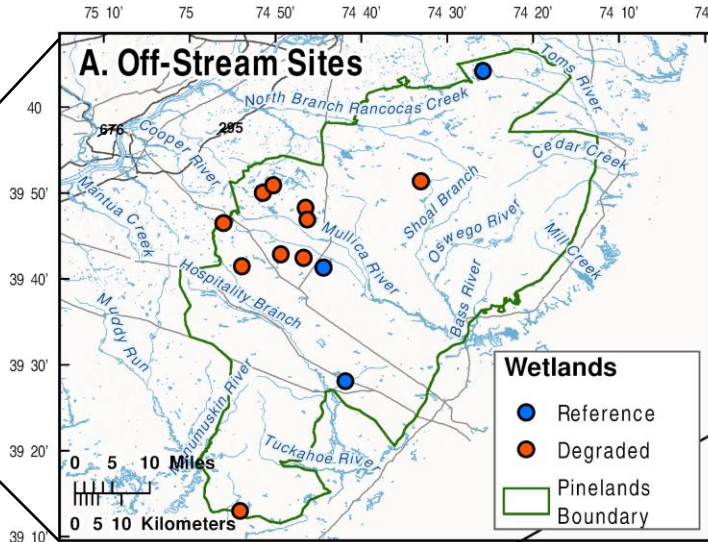 75 10' 75 74 50' 74 40' 74 30' 74 20' 74 10' 74
A. Off-Stream Sites
Toms River
40
North Branch Rancocas Creek
676
295
Cooper River
Cedar Creek
39 50'
Mantua Creek
Shoal Branch
Oswego River
Mullica River
Mill Creek
39 40'
Hospitality Branch
Bass River
Muddy Run
39 30'
Wetlands
Manumuskin River
Reference
Degraded
39 20'
Tuckahoe River
0 5 10 Miles
Pinelands
Boundary
0 5 10 Kilometers
39 10'